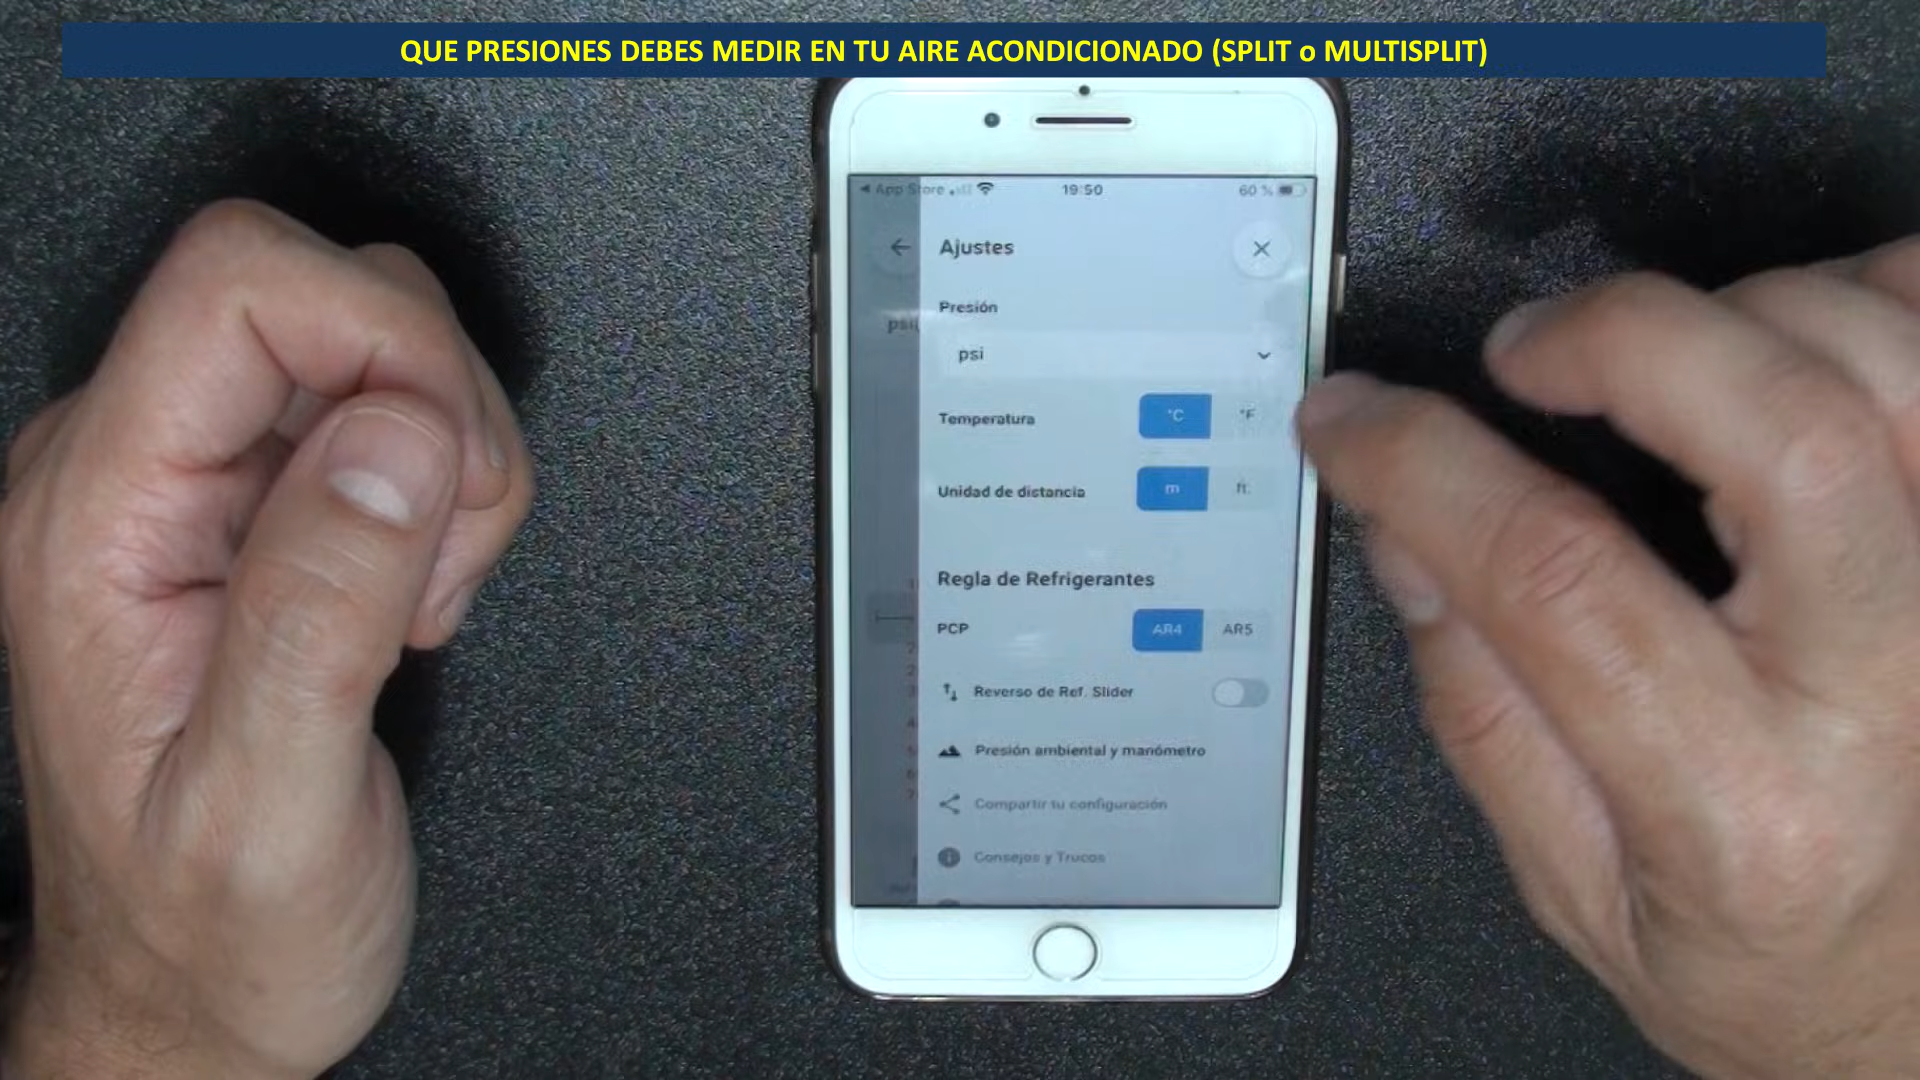 QUE PRESIONES DEBES MEDIR EN TU AIRE ACONDICIONADO (SPLIT o MULTISPLIT)
App Store 19:50 60 %
Ajustes
Presión
psi
psi
Temperatura °C °F
Unidad de distancia m ft.
Regla de Refrigerantes
PCP AR4 AR5
Reverso de Ref. Slider
Presión ambiental y manómetro
Compartir tu configuración
Consejos y Trucos